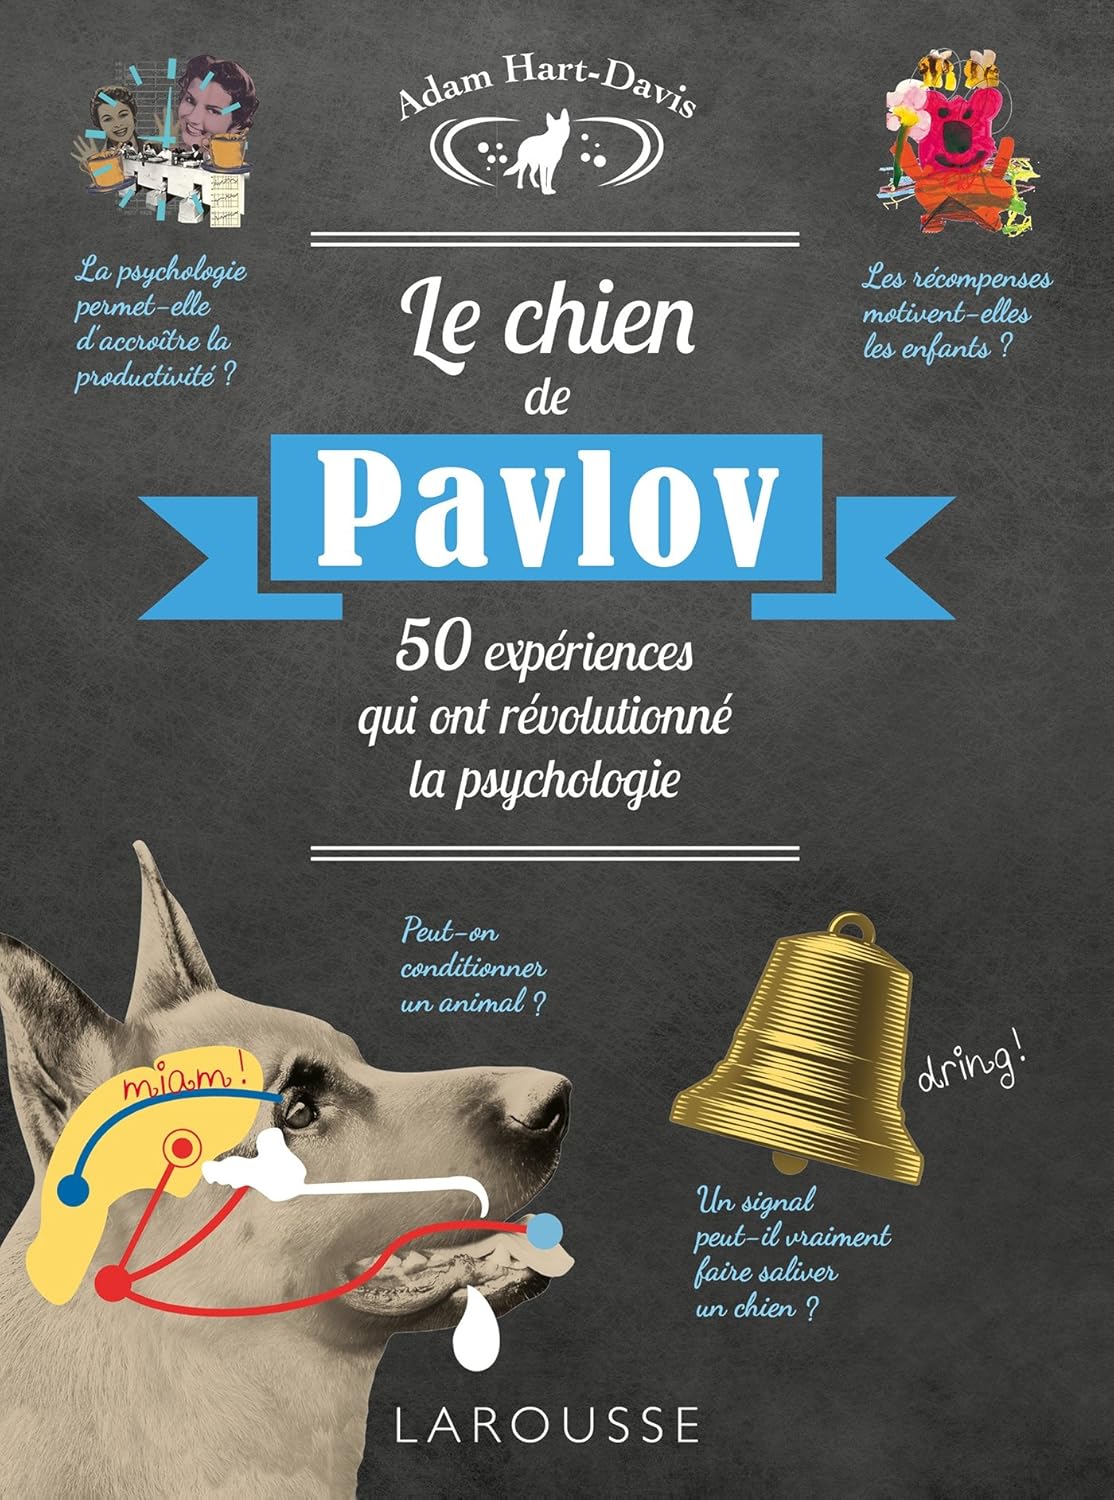 Adam Hart-Davis
La psychologie
permet-elle
d'accroître la
productivité ?
Les récompenses
motivent-elles
les enfants ?
Le chien
de
Pavlov
50 expériences
qui ont révolutionné
la psychologie
Peut-on
conditionner
un animal ?
miam !
dring !
Un signal
peut-il vraiment
faire saliver
un chien ?
LAROUSSE